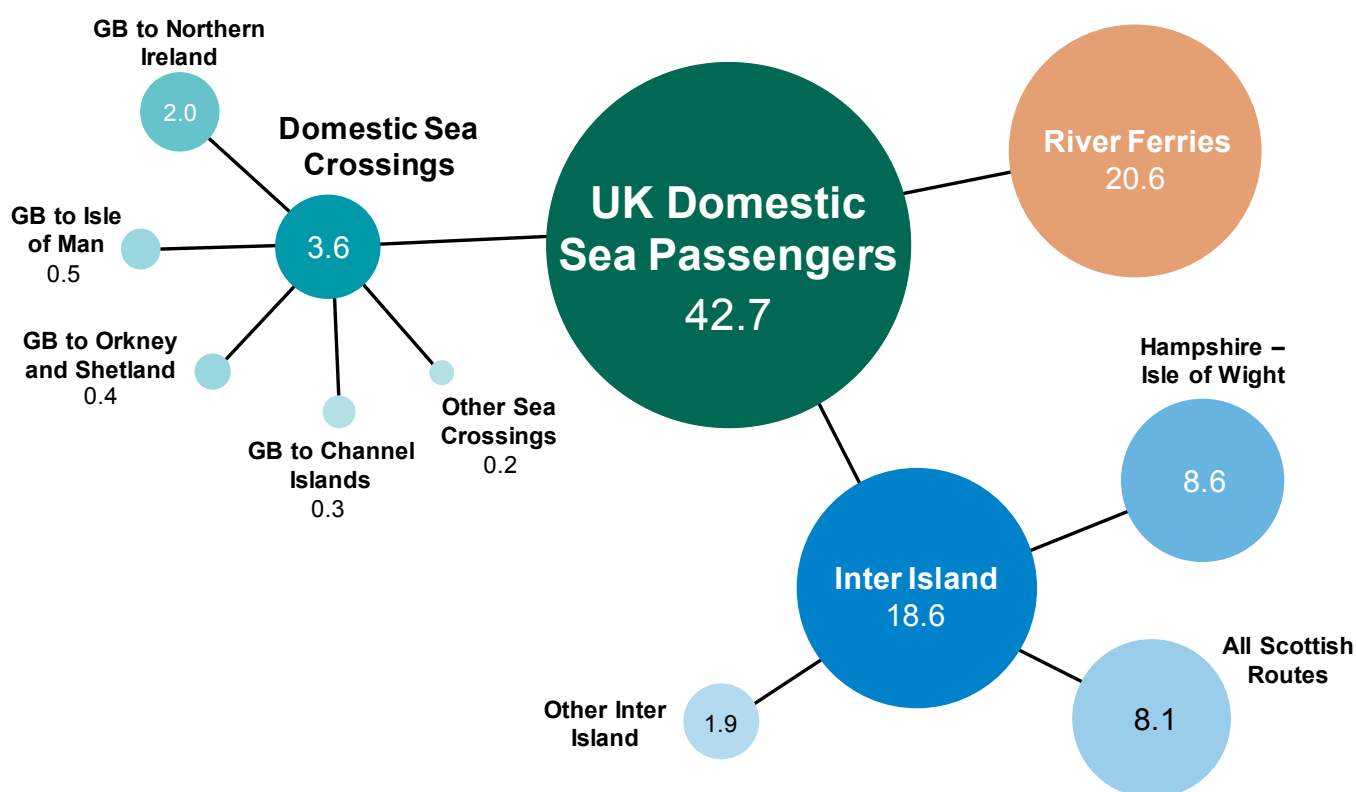 GB to Northern
Ireland
2.0
Domestic Sea
Crossings
3.6
GB to Isle
of Man
0.5
GB to Orkney
and Shetland
0.4
GB to Channel
Islands
0.3
Other Sea
Crossings
0.2
UK Domestic
Sea Passengers
42.7
River Ferries
20.6
Hampshire –
Isle of Wight
8.6
Inter Island
18.6
All Scottish
Routes
8.1
Other Inter
Island
1.9